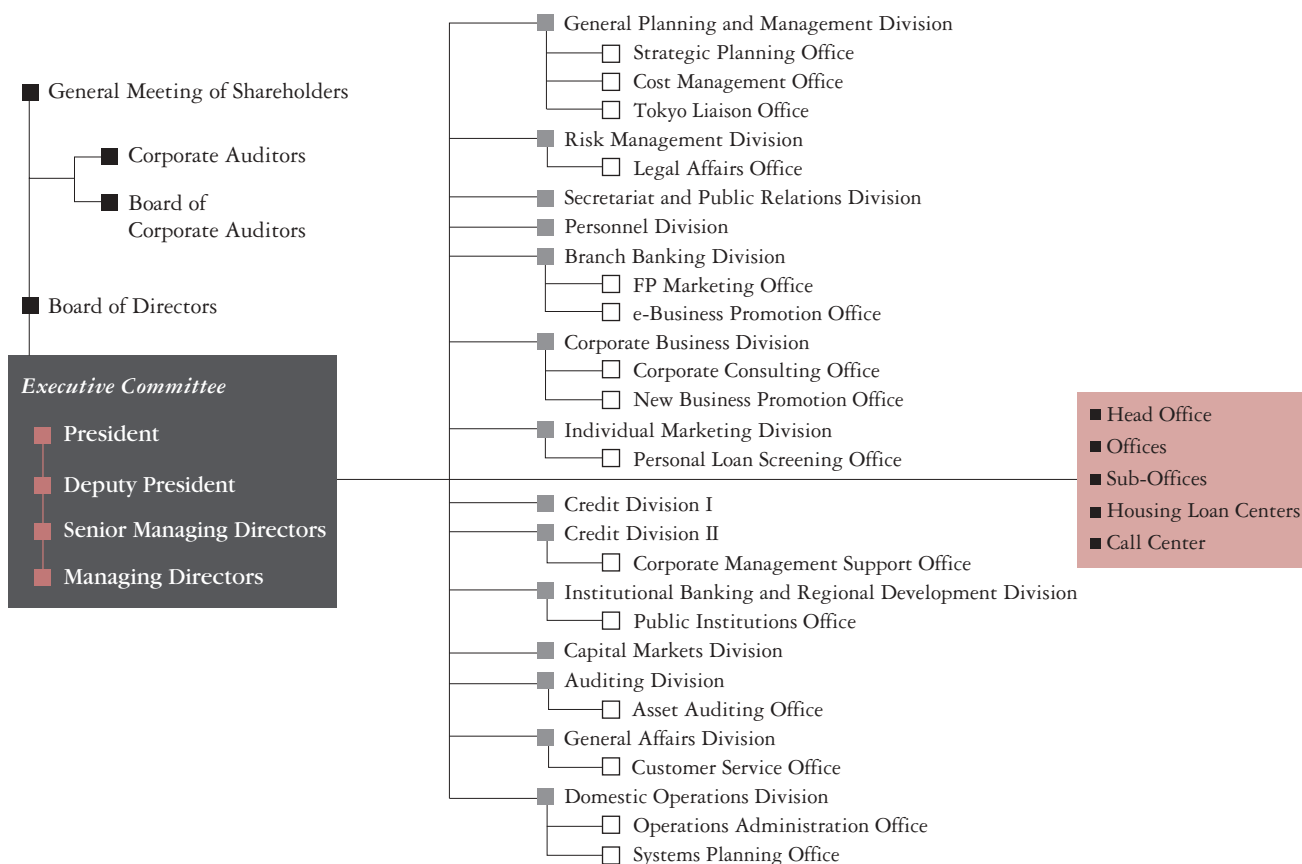 General Meeting of Shareholders
Corporate Auditors
Board of
Corporate Auditors
Board of Directors
Executive Committee
President
Deputy President
Senior Managing Directors
Managing Directors
General Planning and Management Division
Strategic Planning Office
Cost Management Office
Tokyo Liaison Office
Risk Management Division
Legal Affairs Office
Secretariat and Public Relations Division
Personnel Division
Branch Banking Division
FP Marketing Office
e-Business Promotion Office
Corporate Business Division
Corporate Consulting Office
New Business Promotion Office
Individual Marketing Division
Personal Loan Screening Office
Credit Division I
Credit Division II
Corporate Management Support Office
Institutional Banking and Regional Development Division
Public Institutions Office
Capital Markets Division
Auditing Division
Asset Auditing Office
General Affairs Division
Customer Service Office
Domestic Operations Division
Operations Administration Office
Systems Planning Office
Head Office
Offices
Sub-Offices
Housing Loan Centers
Call Center